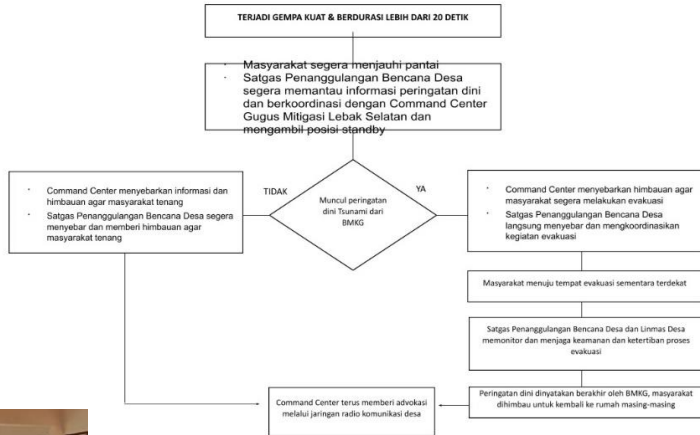 TERJADI GEMPA KUAT & BERDURASI LEBIH DARI 20 DETIK
· Masyarakat segera menjauhi pantai
· Satgas Penanggulangan Bencana Desa
segera memantau informasi peringatan dini
dan berkoordinasi dengan Command Center
Gugus Mitigasi Lebak Selatan dan
mengambil posisi standby
Muncul peringatan
dini Tsunami dari
BMKG
TIDAK
· Command Center menyebarkan informasi dan
himbauan agar masyarakat tenang
· Satgas Penanggulangan Bencana Desa segera
menyebar dan memberi himbauan agar
masyarakat tenang
YA
· Command Center menyebarkan himbauan agar
masyarakat segera melakukan evakuasi
· Satgas Penanggulangan Bencana Desa
langsung menyebar dan mengkoordinasikan
kegiatan evakuasi
Masyarakat menuju tempat evakuasi sementara terdekat
Satgas Penanggulangan Bencana Desa dan Linmas Desa
memonitor dan menjaga keamanan dan ketertiban proses
evakuasi
Peringatan dini dinyatakan berakhir oleh BMKG, masyarakat
dihimbau untuk kembali ke rumah masing-masing
Command Center terus memberi advokasi
melalui jaringan radio komunikasi desa